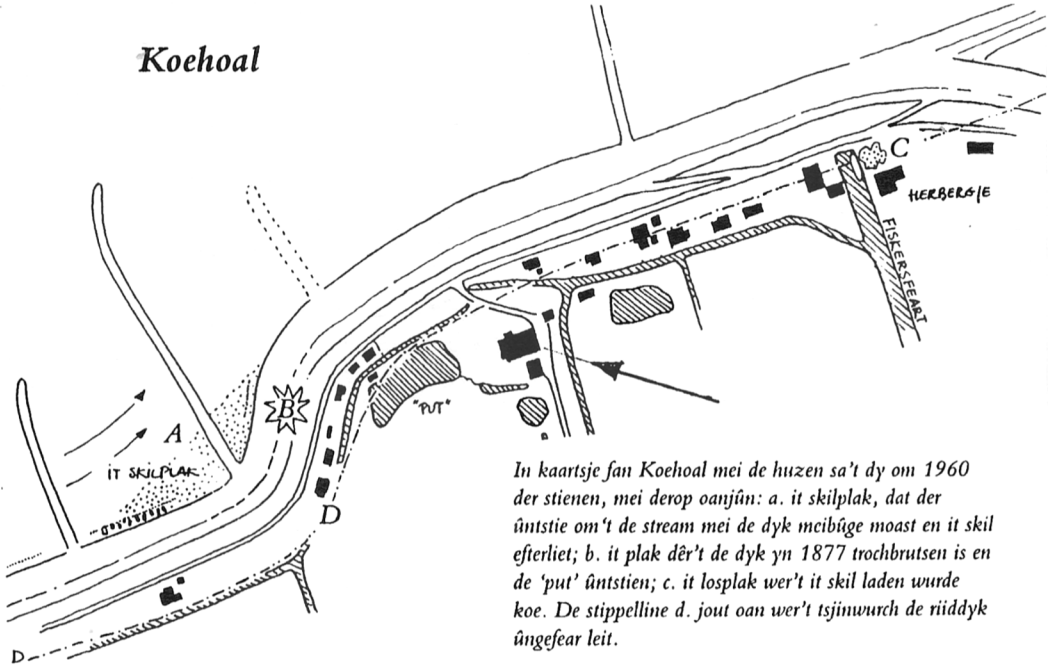 Koehoal
C
HERBERG/E
FISKERSFEART
B
A
IT SKILPLAK
"PUT"
D
D
In kaartsje fan Koehoal mei de huzen sa't dy om 1960
der stienen, mei derop oanjûn: a. it skilplak, dat der
ûntstie om't de stream mei de dyk meibûge moast en it skil
efterliet; b. it plak dêr't de dyk yn 1877 trochbrutsen is en
de 'put' ûntstien; c. it losplak wer't it skil laden wurde
koe. De stippelline d. jout oan wer't tsjinwurch de riiddyk
ûngefear leit.